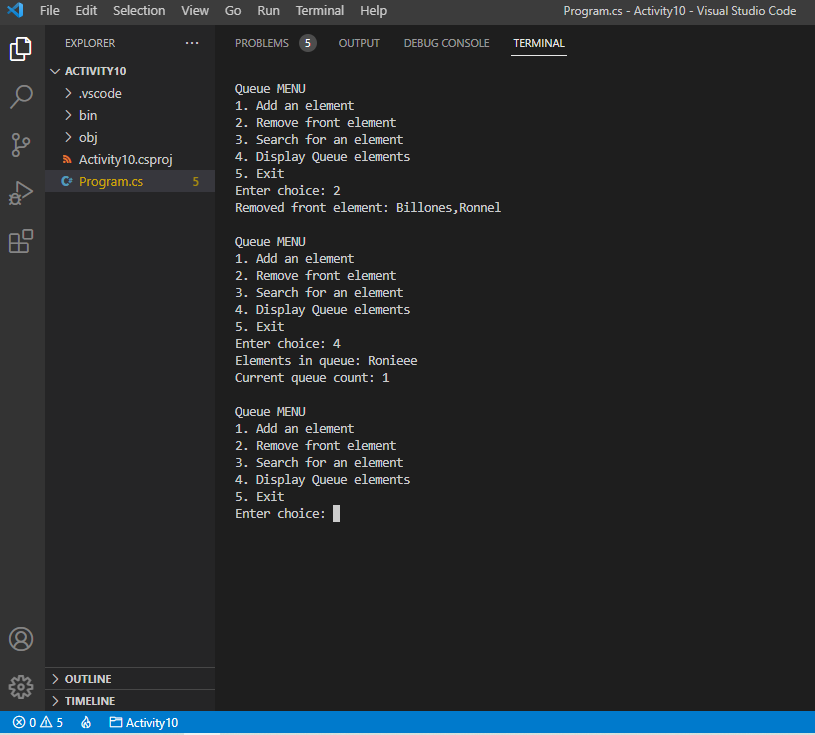 File Edit Selection View Go Run Terminal Help Program.cs - Activity10 - Visual Studio Code
EXPLORER ···
ACTIVITY10
.vscode
bin
obj
Activity10.csproj
C# Program.cs 5
OUTLINE
TIMELINE
PROBLEMS 5 OUTPUT DEBUG CONSOLE TERMINAL
Queue MENU
1. Add an element
2. Remove front element
3. Search for an element
4. Display Queue elements
5. Exit
Enter choice: 2
Removed front element: Billones,Ronnel
Queue MENU
1. Add an element
2. Remove front element
3. Search for an element
4. Display Queue elements
5. Exit
Enter choice: 4
Elements in queue: Ronieee
Current queue count: 1
Queue MENU
1. Add an element
2. Remove front element
3. Search for an element
4. Display Queue elements
5. Exit
Enter choice:
0 5 Activity10